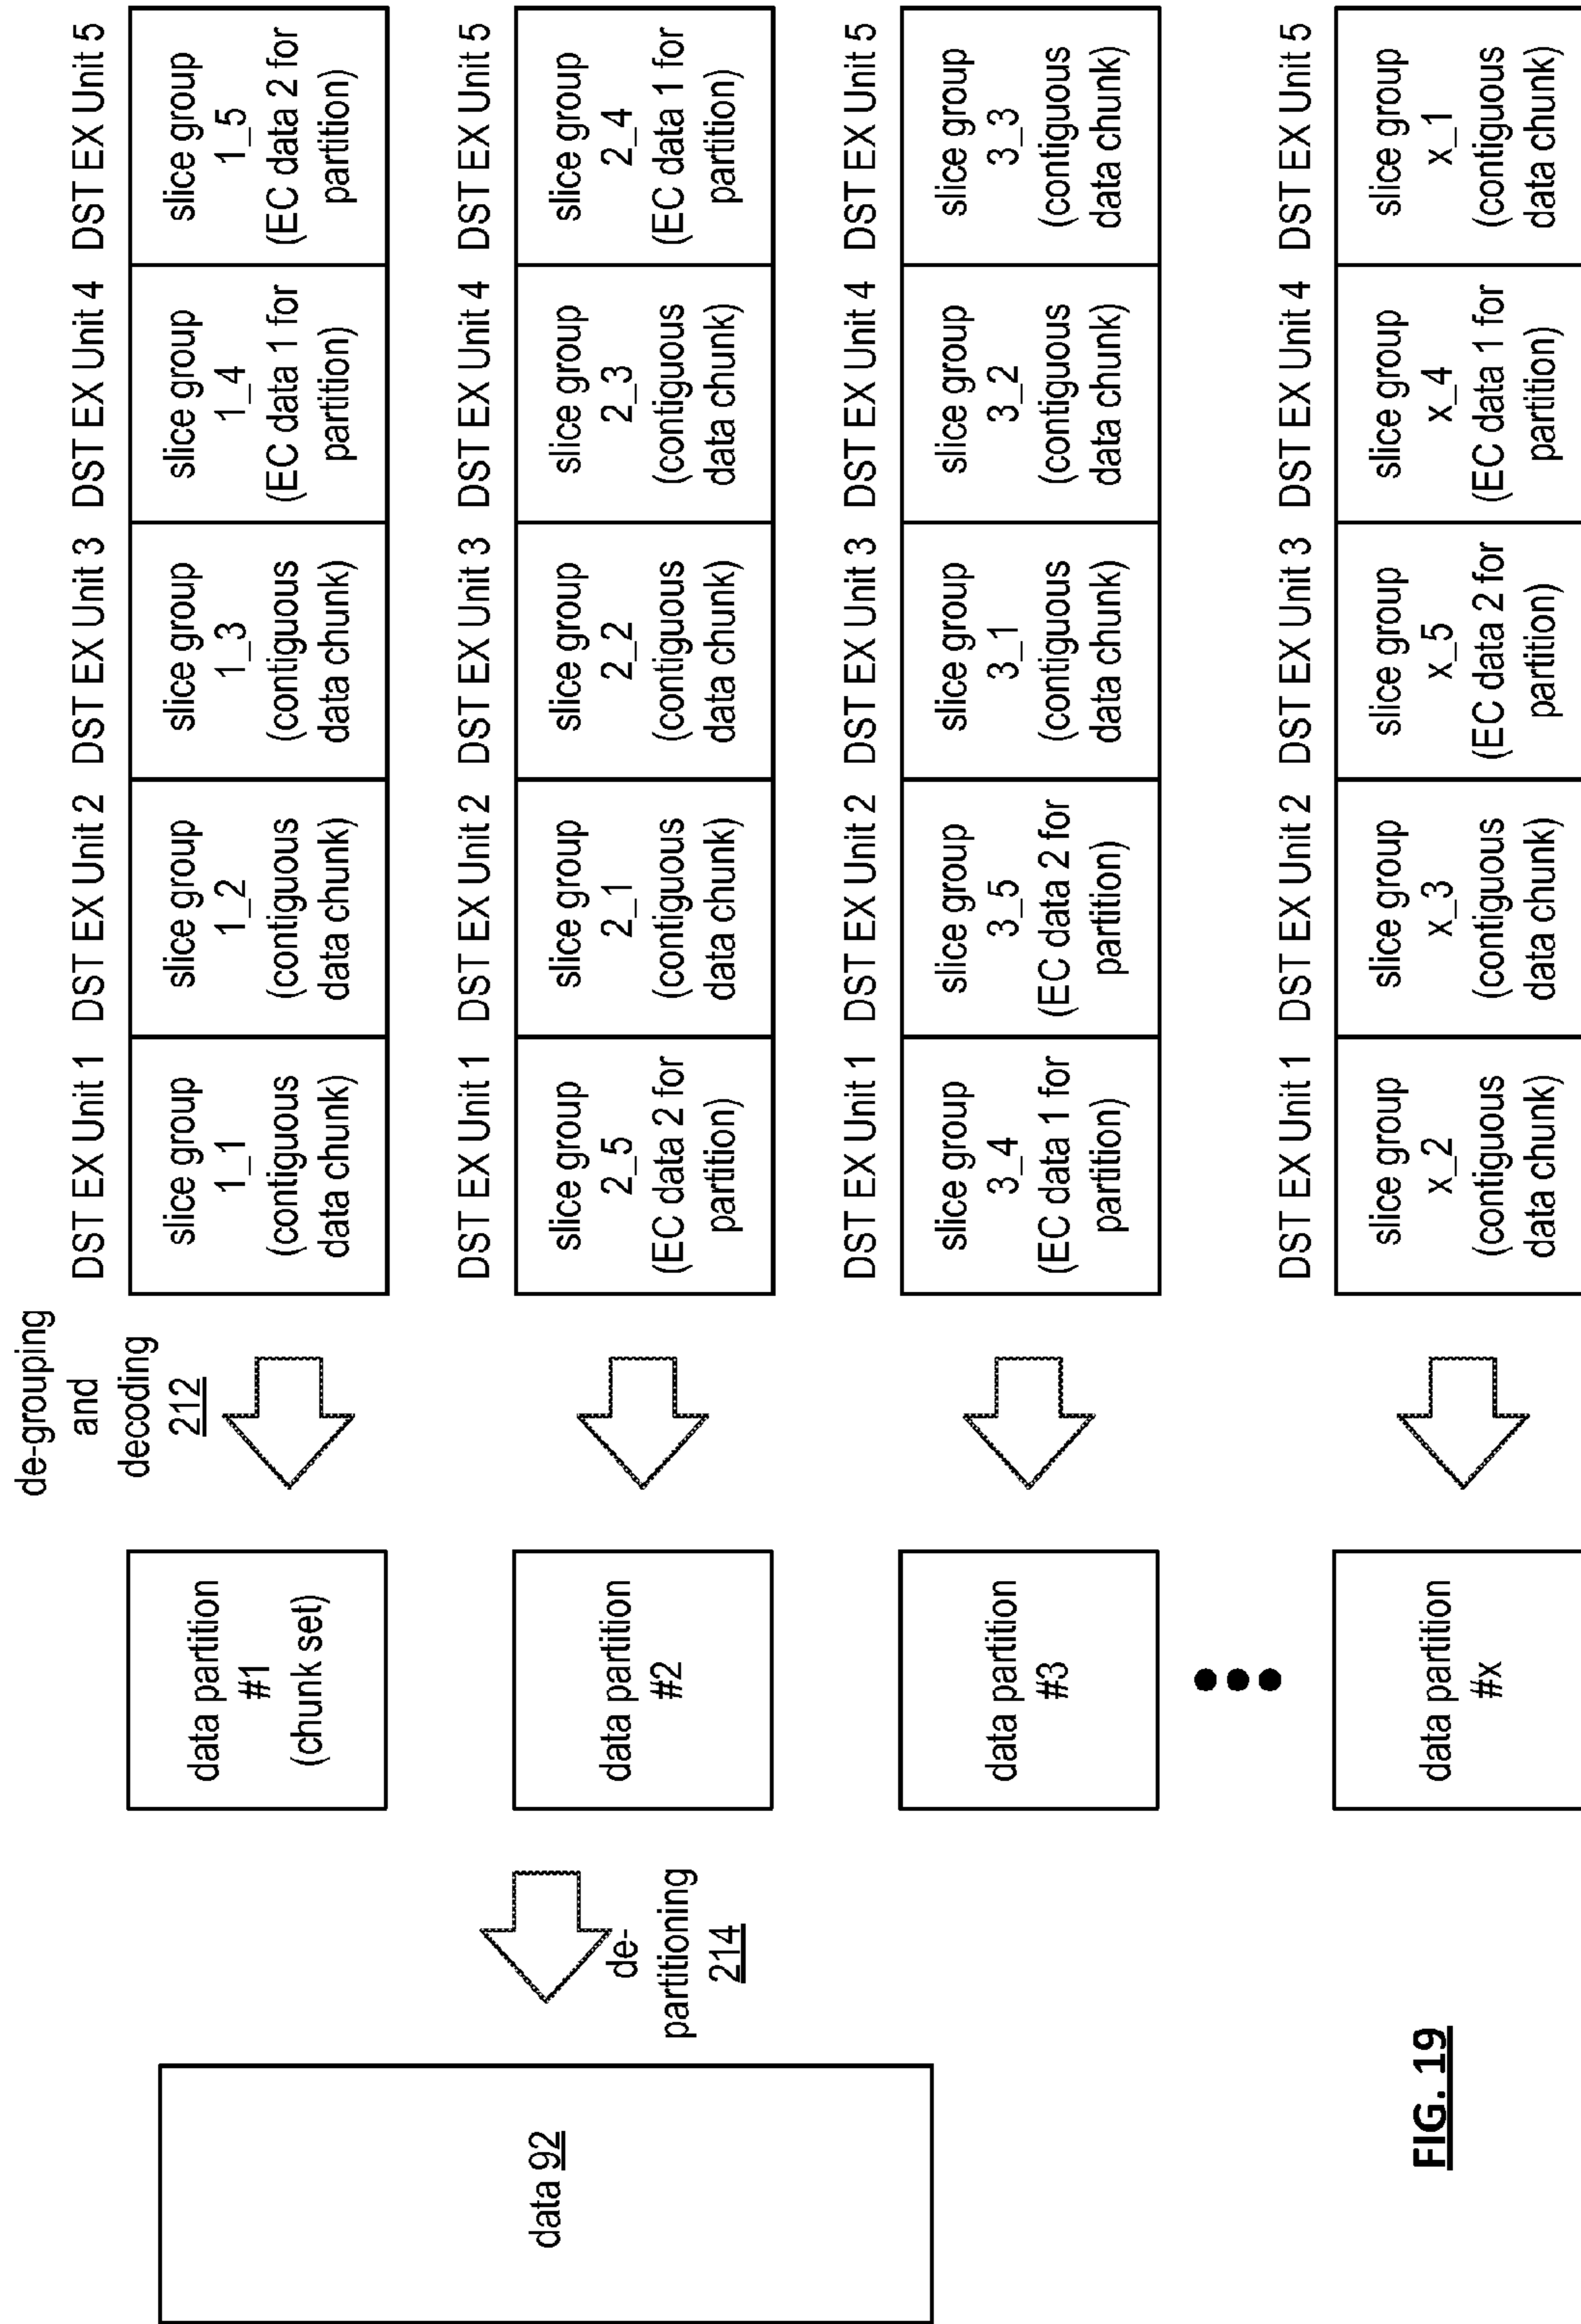 de-grouping
and
decoding
212
DST EX Unit 1 DST EX Unit 2 DST EX Unit 3 DST EX Unit 4 DST EX Unit 5
data partition
#1
(chunk set)
slice group
1_1
(contiguous
data chunk)
slice group
1_2
(contiguous
data chunk)
slice group
1_3
(contiguous
data chunk)
slice group
1_4
(EC data 1 for
partition)
slice group
1_5
(EC data 2 for
partition)
data 92
de-
partitioning
214
DST EX Unit 1 DST EX Unit 2 DST EX Unit 3 DST EX Unit 4 DST EX Unit 5
data partition
#2
slice group
2_5
(EC data 2 for
partition)
slice group
2_1
(contiguous
data chunk)
slice group
2_2
(contiguous
data chunk)
slice group
2_3
(contiguous
data chunk)
slice group
2_4
(EC data 1 for
partition)
DST EX Unit 1 DST EX Unit 2 DST EX Unit 3 DST EX Unit 4 DST EX Unit 5
data partition
#3
slice group
3_4
(EC data 1 for
partition)
slice group
3_5
(EC data 2 for
partition)
slice group
3_1
(contiguous
data chunk)
slice group
3_2
(contiguous
data chunk)
slice group
3_3
(contiguous
data chunk)
DST EX Unit 1 DST EX Unit 2 DST EX Unit 3 DST EX Unit 4 DST EX Unit 5
data partition
#x
slice group
x_2
(contiguous
data chunk)
slice group
x_3
(contiguous
data chunk)
slice group
x_5
(EC data 2 for
partition)
slice group
x_4
(EC data 1 for
partition)
slice group
x_1
(contiguous
data chunk)
FIG. 19